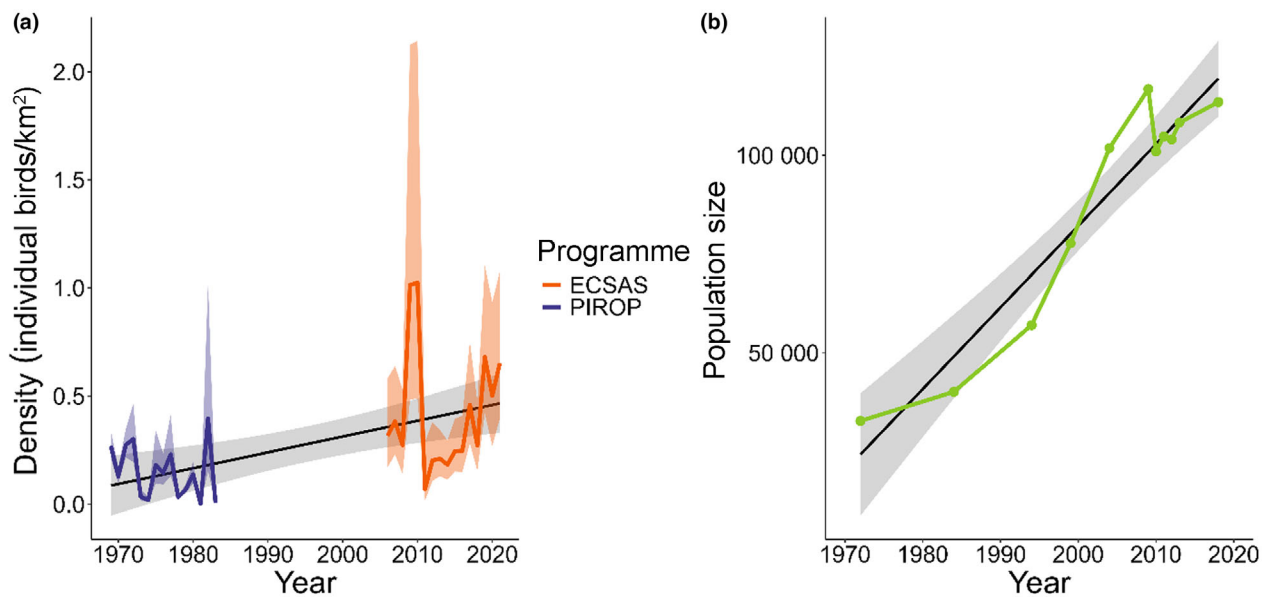 (a)
Density (individual birds/km²)
2.0
1.5
1.0
0.5
0.0
1970 1980 1990 2000 2010 2020
Year
Programme
ECSAS
PIROP
(b)
Population size
100 000
50 000
1970 1980 1990 2000 2010 2020
Year